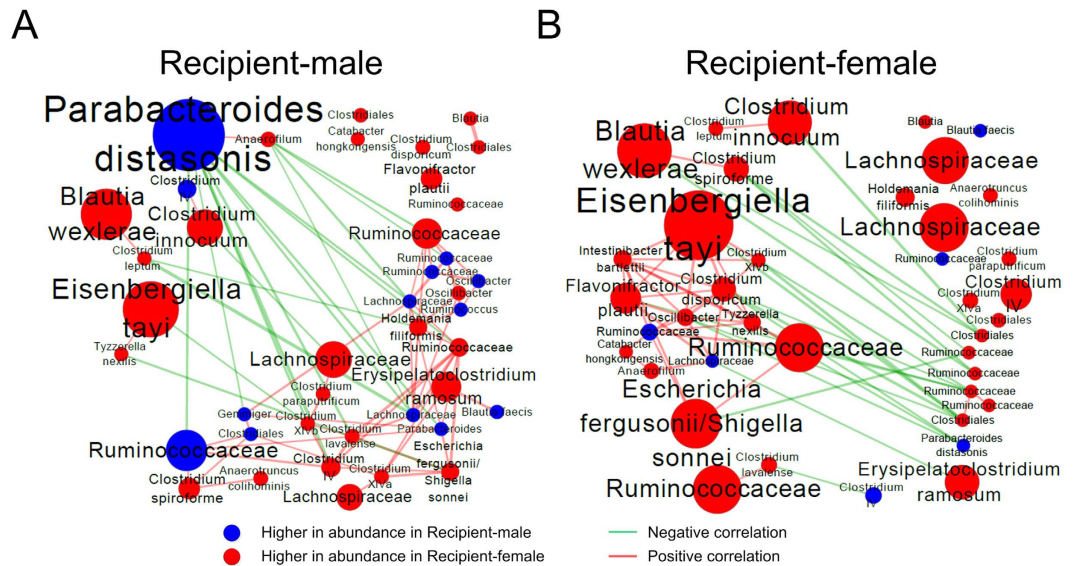 A
Recipient-male
Parabacteroides
distasonis
Anaerofilum
Clostridiales
Catabacter
hongkongensis
Clostridium
disporicum
Blautia
Clostridiales
Flavonifractor
plautii
Ruminococcaceae
Clostridium
IV
Blautia
wexlerae
Clostridium
innocuum
Clostridium
leptum
Ruminococcaceae
Ruminococcaceae
Ruminococcaceae
Oscillibacter
Oscillibacter
Ruminococcus
Lachnospiraceae
Holdemania
filiformis
Eisenbergiella
tayi
Tyzzerella
nexilis
Ruminococcaceae
Lachnospiraceae
Erysipelatoclostridium
ramosum
Clostridium
paraputrificum
Gemmiger
Clostridiales
Clostridium
XIVb
Clostridium
lavalense
Lachnospiraceae
Blautia faecis
Parabacteroides
Ruminococcaceae
Escherichia
fergusonii/
Shigella
sonnei
Clostridium
spiroforme
Anaerotruncus
colihominis
Clostridium
IV
Clostridium
XIVa
Lachnospiraceae
B
Recipient-female
Clostridium
innocuum
Clostridium
leptum
Blautia
wexlerae
Clostridium
spiroforme
Blautia
Blautia faecis
Lachnospiraceae
Holdemania
filiformis
Anaerotruncus
colihominis
Eisenbergiella
tayi
Lachnospiraceae
Intestinibacter
bartlettii
Clostridium
XIVb
Ruminococcaceae
Clostridium
paraputrificum
Flavonifractor
plautii
Clostridium
disporicum
Clostridium
IV
Clostridium
XIVa
Oscillibacter
Tyzzerella
nexilis
Clostridiales
Clostridiales
Ruminococcaceae
Catabacter
hongkongensis
Lachnospiraceae
Anaerofilum
Ruminococcaceae
Ruminococcaceae
Ruminococcaceae
Ruminococcaceae
Ruminococcaceae
Clostridiales
Escherichia
fergusonii/Shigella
sonnei
Parabacteroides
distasonis
Ruminococcaceae
Clostridium
lavalense
Clostridium
IV
Erysipelatoclostridium
ramosum
Higher in abundance in Recipient-male
Higher in abundance in Recipient-female
Negative correlation
Positive correlation